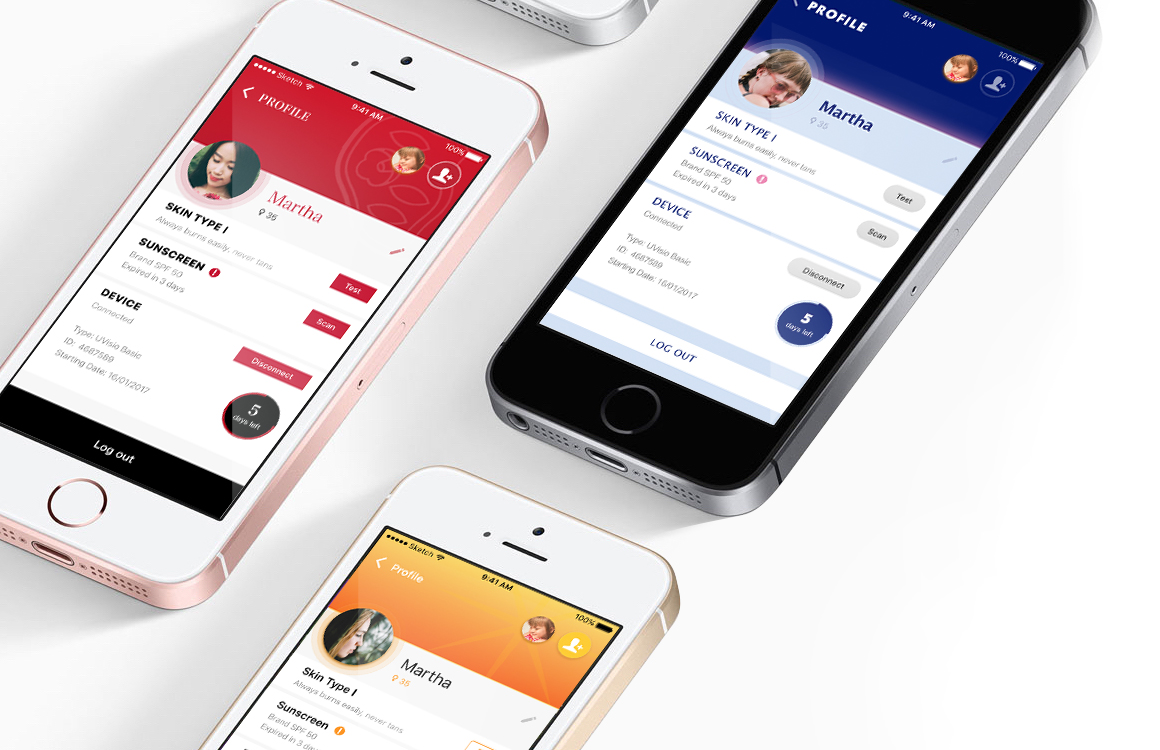 Sketch
9:41 AM
100%
PROFILE
Martha
35
SKIN TYPE I
Always burns easily, never tans
Test
SUNSCREEN !
Brand SPF 50
Expired in 3 days
Scan
DEVICE
Connected
Disconnect
Type: UVisio Basic
ID: 4687589
Starting Date: 16/01/2017
5
days left
Log out
9:41 AM
100%
PROFILE
Martha
35
SKIN TYPE I
Always burns easily, never tans
Test
SUNSCREEN !
Brand SPF 50
Expired in 3 days
Scan
DEVICE
Connected
Disconnect
Type: UVisio Basic
ID: 4687589
Starting Date: 16/01/2017
5
days left
LOG OUT
Sketch
9:41 AM
100%
Profile
Martha
35
Skin Type I
Always burns easily, never tans
Sunscreen !
Brand SPF 50
Expired in 3 days